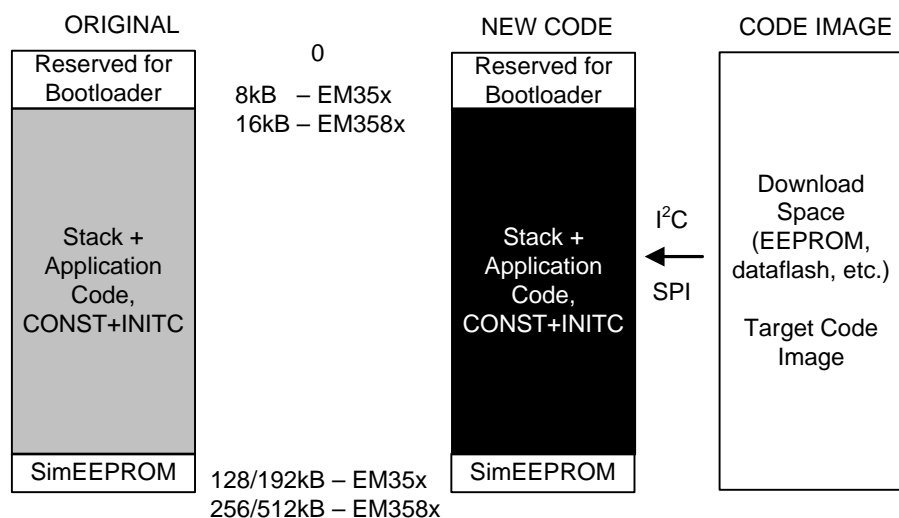 ORIGINAL
Reserved for
Bootloader
Stack +
Application
Code,
CONST+INITC
SimEEPROM
0
8kB – EM35x
16kB – EM358x
128/192kB – EM35x
256/512kB – EM358x
NEW CODE
Reserved for
Bootloader
Stack +
Application
Code,
CONST+INITC
SimEEPROM
I²C
SPI
CODE IMAGE
Download
Space
(EEPROM,
dataflash, etc.)
Target Code
Image